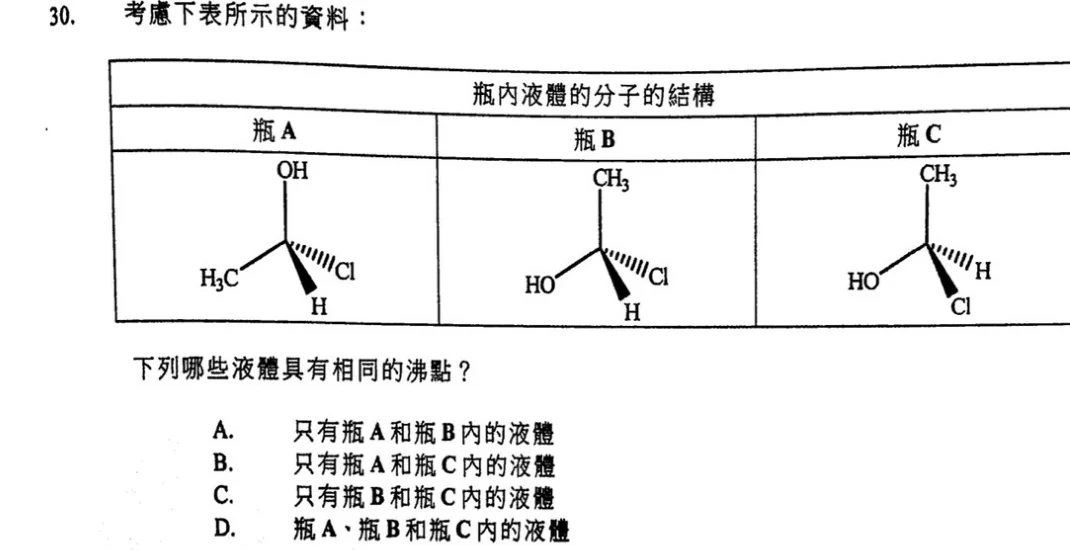 30. 考慮下表所示的資料：
瓶內液體的分子的結構
瓶 A 瓶 B 瓶 C
OH CH₃ CH₃
H₃C Cl HO Cl HO H
H H Cl
下列哪些液體具有相同的沸點？
A. 只有瓶 A 和瓶 B 內的液體
B. 只有瓶 A 和瓶 C 內的液體
C. 只有瓶 B 和瓶 C 內的液體
D. 瓶 A、瓶 B 和瓶 C 內的液體